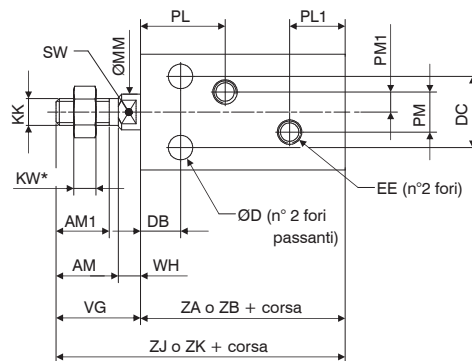 PL
PL1
SW
ØMM
PM1
KK
PM
DC
KW*
EE (n°2 fori)
AM1
DB
ØD (n° 2 fori
passanti)
AM
WH
VG
ZA o ZB + corsa
ZJ o ZK + corsa